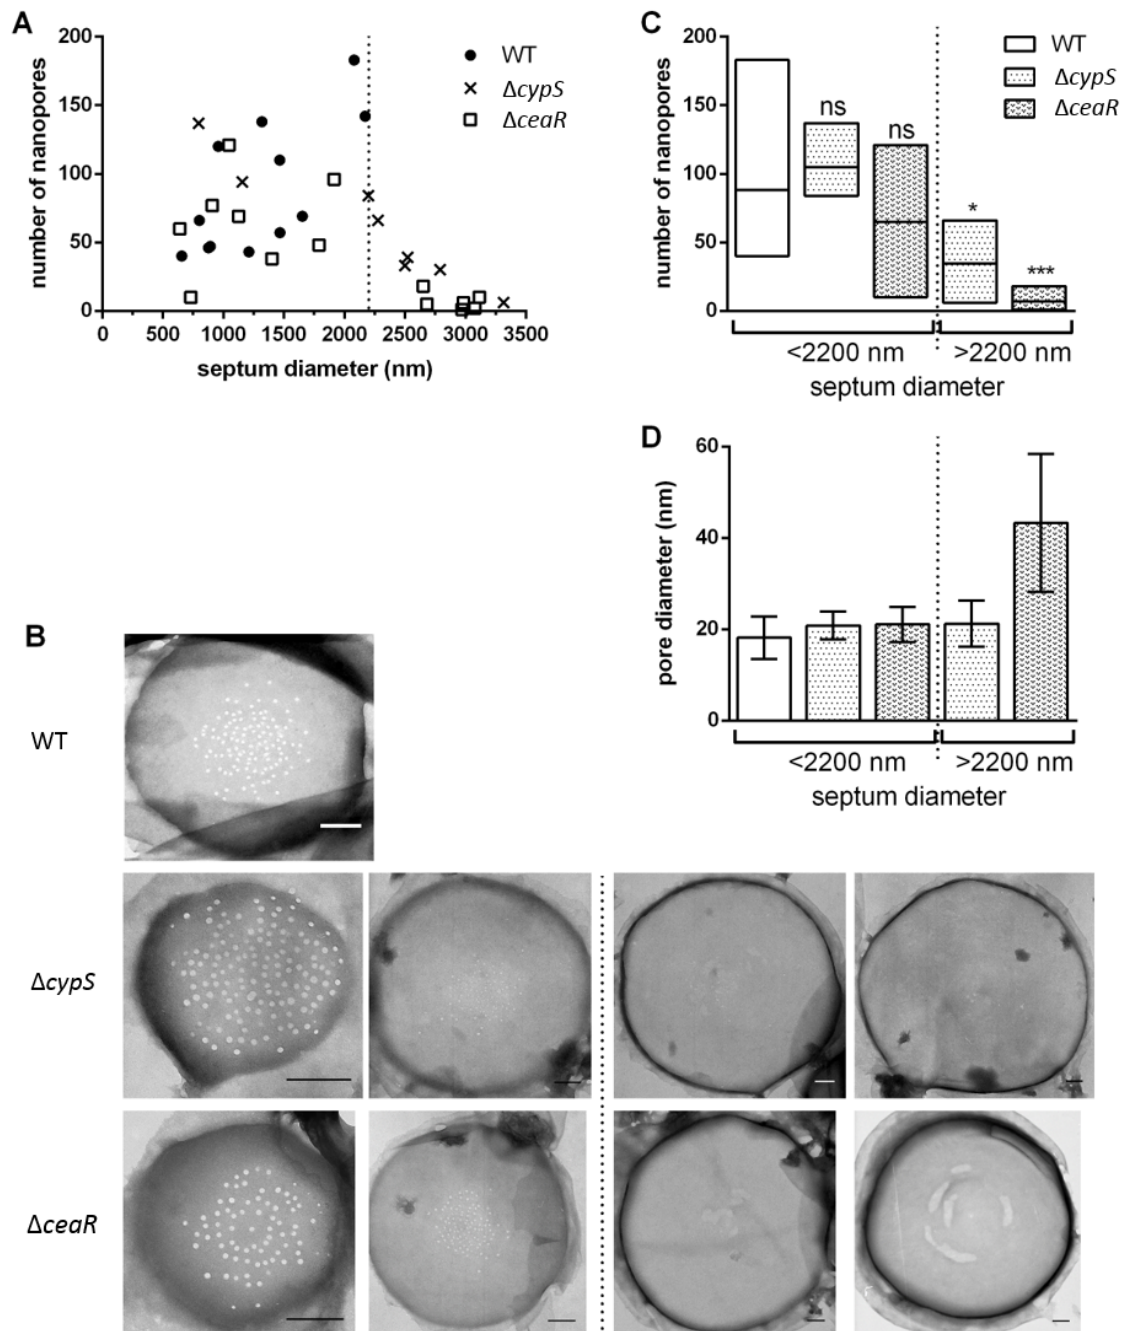 A
number of nanopores
200
150
100
50
0
0 500 1000 1500 2000 2500 3000 3500
septum diameter (nm)
WT
ΔcypS
ΔceaR
C
number of nanopores
200
150
100
50
0
ns
ns
*
***
WT
ΔcypS
ΔceaR
<2200 nm >2200 nm
septum diameter
D
pore diameter (nm)
60
40
20
0
<2200 nm >2200 nm
septum diameter
B
WT
ΔcypS
ΔceaR